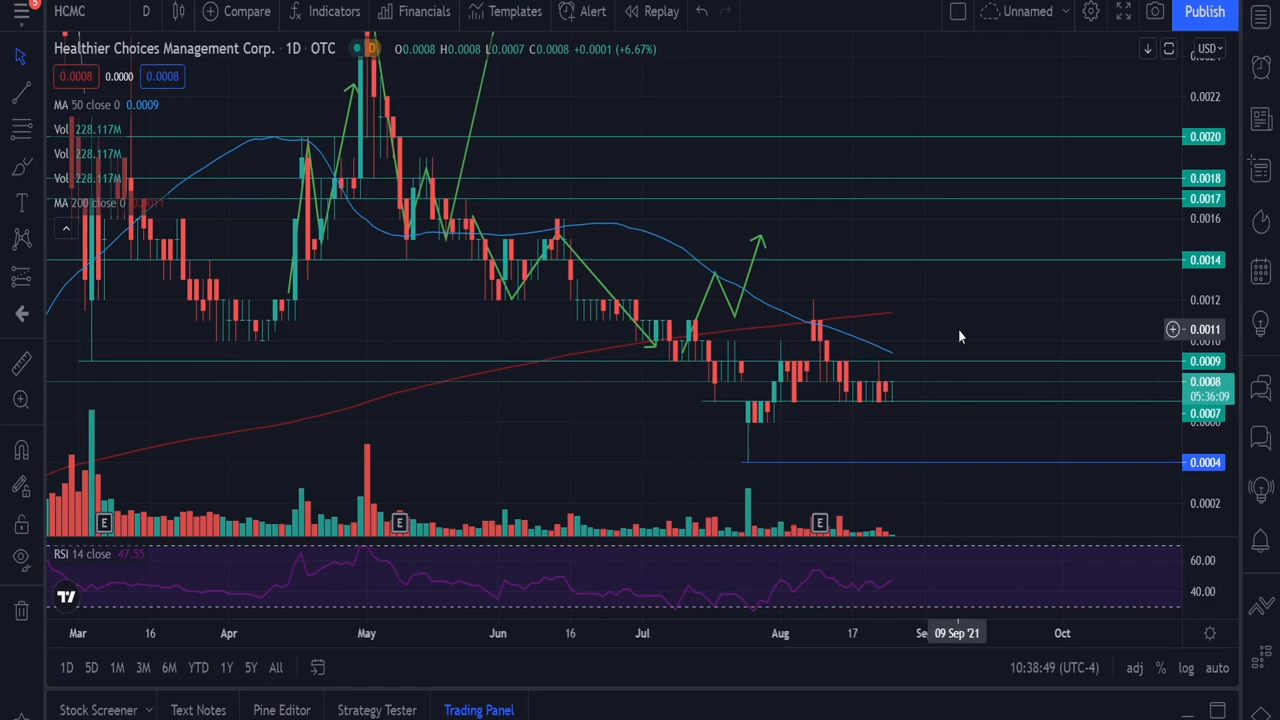 5
HCMC D Compare Indicators Financials Templates Alert Replay Unnamed Publish
Healthier Choices Management Corp. · 1D · OTC D O0.0008 H0.0008 L0.0007 C0.0008 +0.0001 (+6.67%) USD
0.0008 0.0000 0.0008
0.0022
MA 50 close 0 0.0009
Vol 228.117M
0.0020
Vol 228.117M
Vol 228.117M
0.0018
MA 200 close 0 0.0011
0.0017
0.0016
0.0014
0.0012
0.0011
0.0010
0.0009
0.0008
05:36:09
0.0007
0.0004
0.0002
E E E
RSI 14 close 47.55
60.00
40.00
Mar 16 Apr May Jun 16 Jul Aug 17 Se 09 Sep '21 Oct
1D 5D 1M 3M 6M YTD 1Y 5Y All 10:38:49 (UTC-4) adj % log auto
Stock Screener Text Notes Pine Editor Strategy Tester Trading Panel